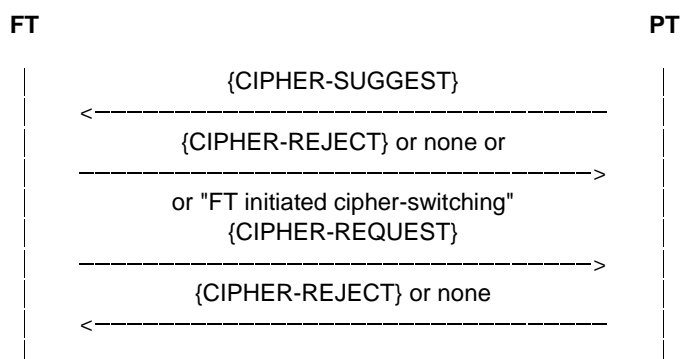 FT PT
{CIPHER-SUGGEST}
{CIPHER-REJECT} or none or
or "FT initiated cipher-switching"
{CIPHER-REQUEST}
{CIPHER-REJECT} or none